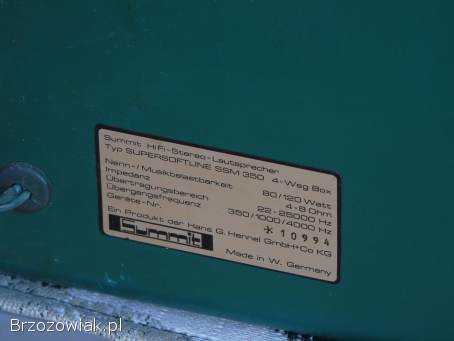 Summit HiFi-Stereo-Lautsprecher
Typ SUPERSOFTLINE SSM 350 4-Weg Box
Nenn-/Musikbelastbarkeit 80/120 Watt
Impedanz 4-8 Ohm
Übertragungsbereich 22-25000 Hz
Übergangsfrequenz 350/1000/4000 Hz
Geräte-Nr. *10994
Ein Produkt der Hans G. Hennel GmbH+Co KG
Summit
Made in W. Germany
Brzozowiak.pl